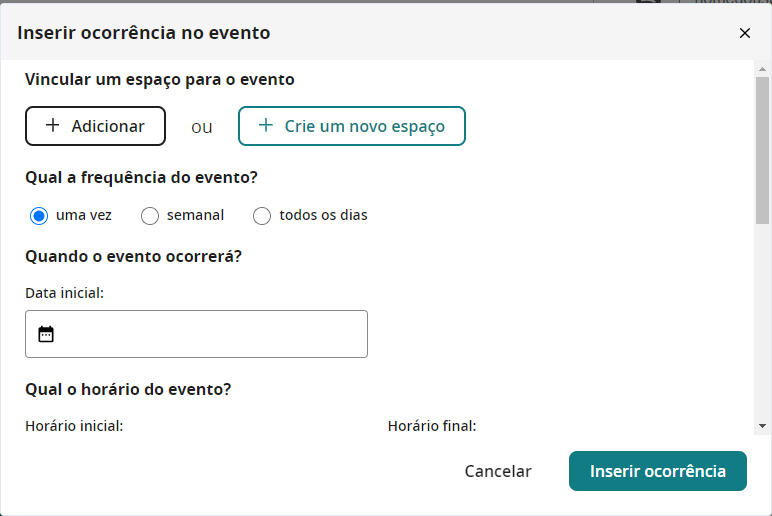 Inserir ocorrência no evento
Vincular um espaço para o evento
Adicionar ou Crie um novo espaço
Qual a frequência do evento?
uma vez semanal todos os dias
Quando o evento ocorrerá?
Data inicial:
Qual o horário do evento?
Horário inicial: Horário final:
Cancelar Inserir ocorrência